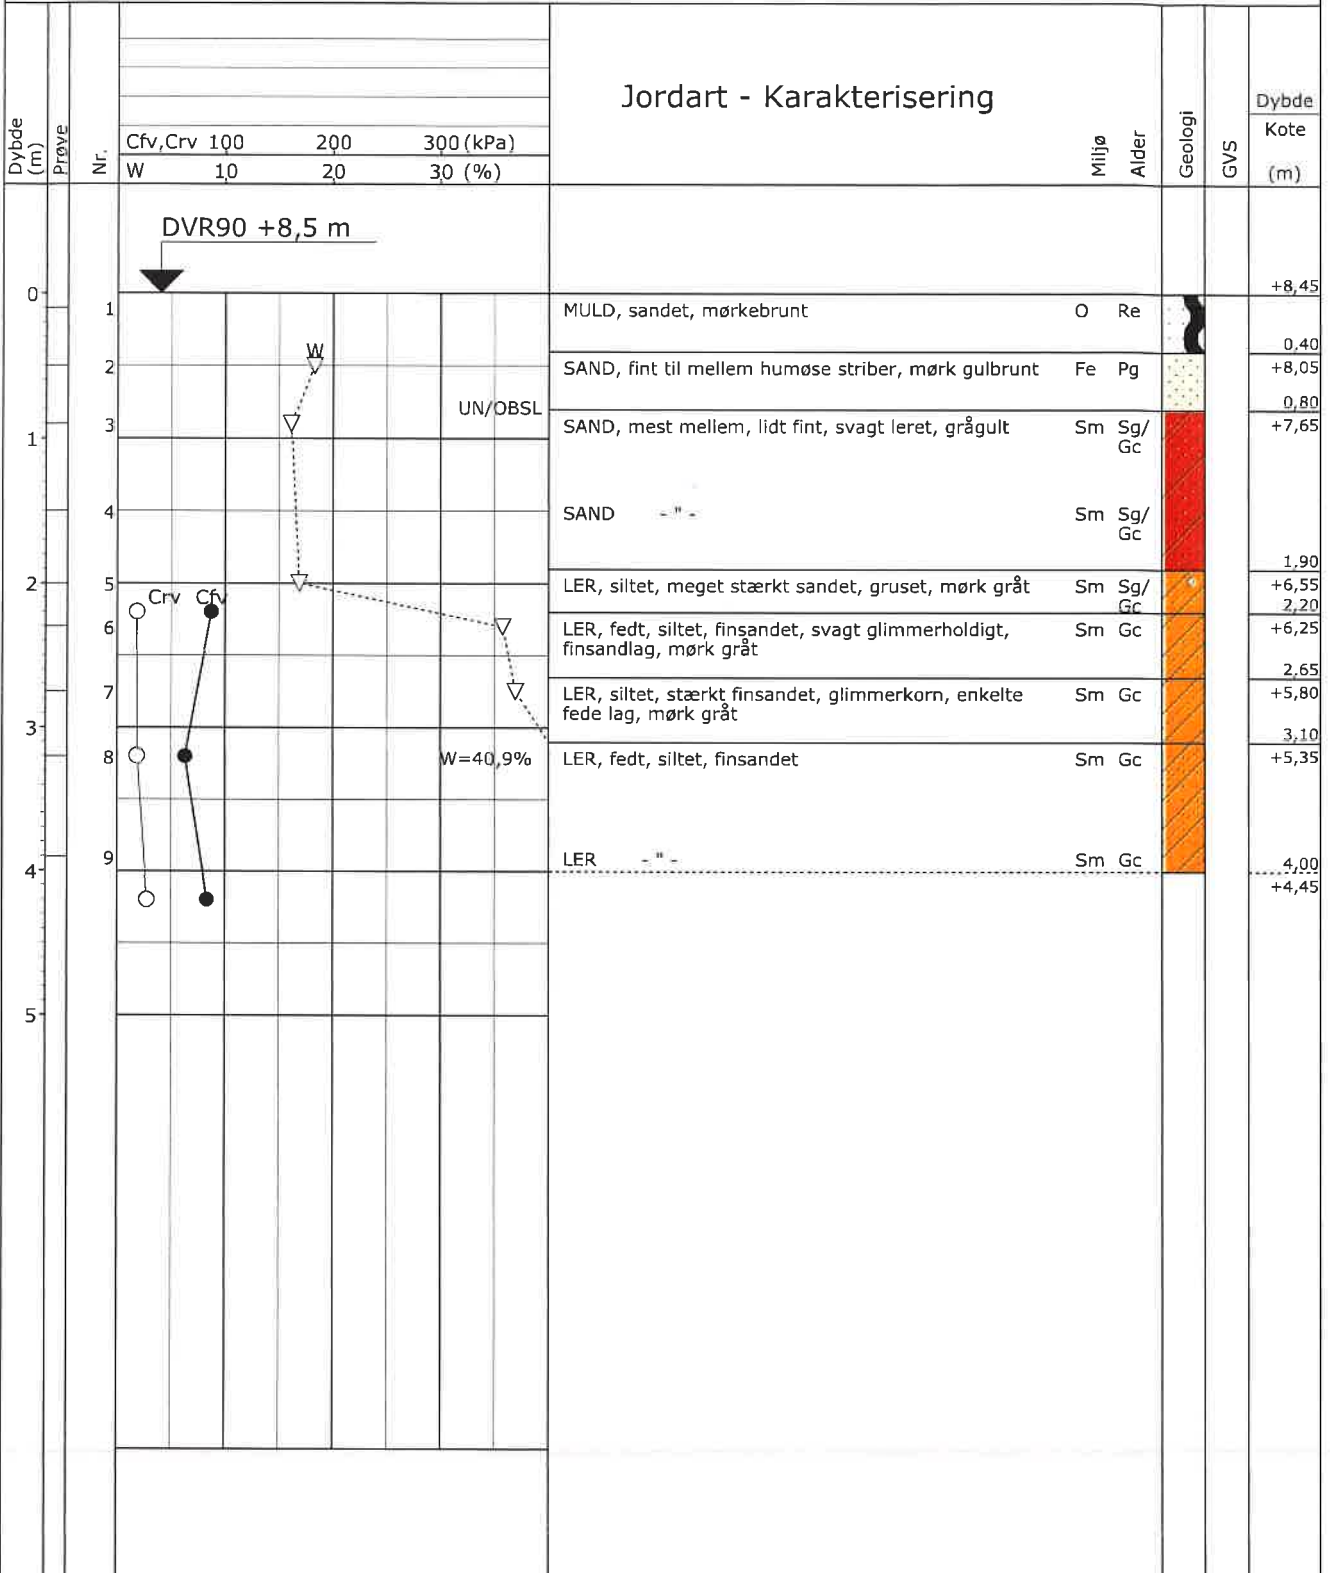 Jordart - Karakterisering
Dybde (m)
Prøve
Nr.
Cfv,Crv 100 200 300 (kPa)
W 10 20 30 (%)
Miljø
Alder
Geologi
GVS
Dybde
Kote
(m)
DVR90 +8,5 m
0
+8,45
1 MULD, sandet, mørkebrunt O Re
0,40
W
2 SAND, fint til mellem humøse striber, mørk gulbrunt Fe Pg +8,05
0,80
UN/OBSL
3 SAND, mest mellem, lidt fint, svagt leret, grågult Sm Sg/ +7,65
Gc
1
4 SAND - " - Sm Sg/
Gc
1,90
2
5 LER, siltet, meget stærkt sandet, gruset, mørk gråt Sm Sg/ +6,55
Gc
2,20
Crv Cfv
6 LER, fedt, siltet, finsandet, svagt glimmerholdigt, Sm Gc +6,25
finsandlag, mørk gråt
2,65
7 LER, siltet, stærkt finsandet, glimmerkorn, enkelte Sm Gc +5,80
fede lag, mørk gråt
3
3,10
8 W=40,9% LER, fedt, siltet, finsandet Sm Gc +5,35
9 LER - " - Sm Gc
4
4,00
+4,45
5